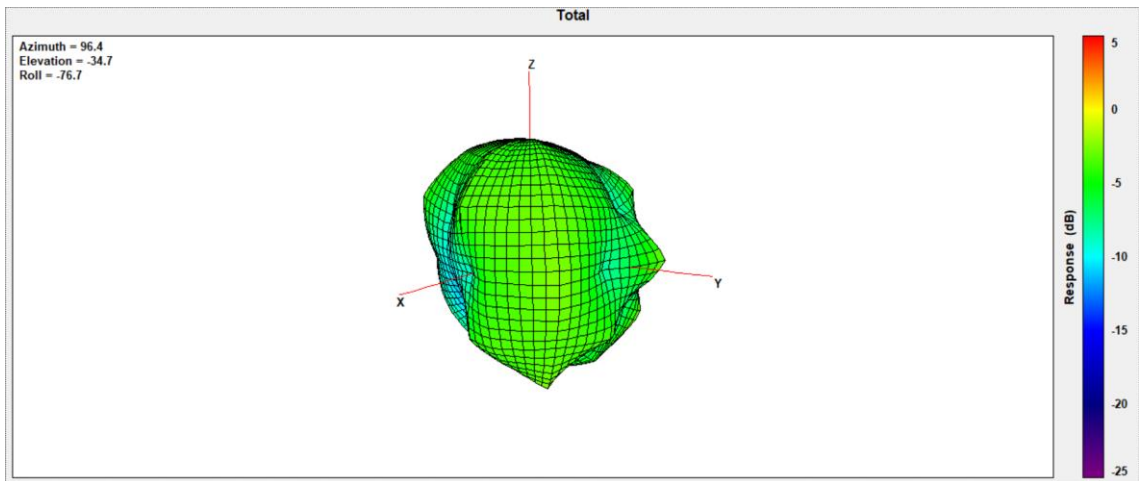 Total
Azimuth = 96.4
Elevation = -34.7
Roll = -76.7
Z
X
Y
5
0
-5
-10
-15
-20
-25
Response (dB)